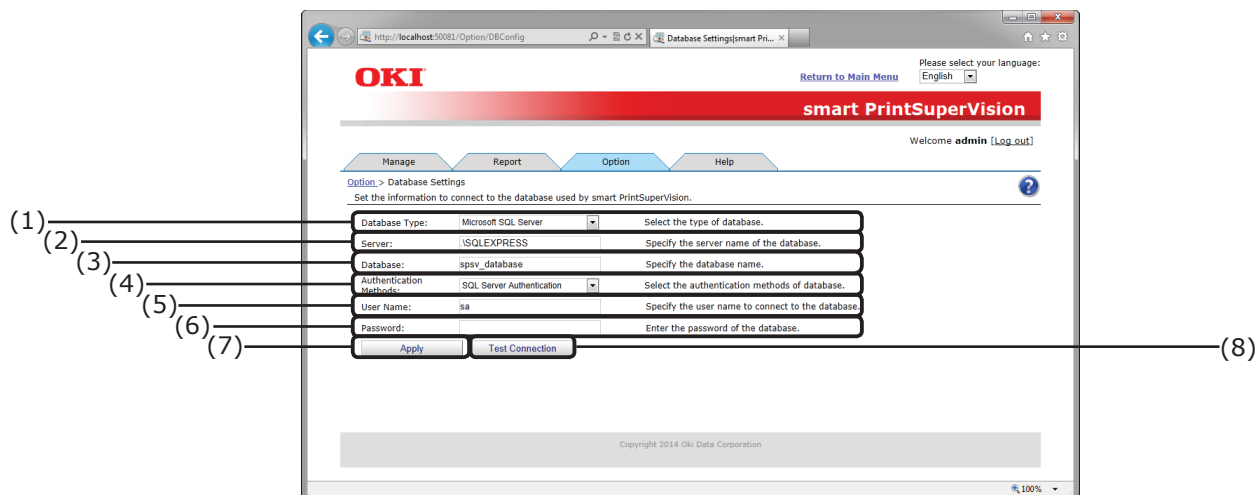 http://localhost:50081/Option/DBConfig
Database Settings|smart Pri...
OKI
Return to Main Menu
Please select your language:
English
smart PrintSuperVision
Welcome admin [Log out]
Manage Report Option Help
Option > Database Settings
Set the information to connect to the database used by smart PrintSuperVision.
(1) Database Type: Microsoft SQL Server Select the type of database.
(2) Server: \SQLEXPRESS Specify the server name of the database.
(3) Database: spsv_database Specify the database name.
(4) Authentication Methods: SQL Server Authentication Select the authentication methods of database.
(5) User Name: sa Specify the user name to connect to the database.
(6) Password: Enter the password of the database.
(7) Apply Test Connection (8)
Copyright 2014 Oki Data Corporation
100%